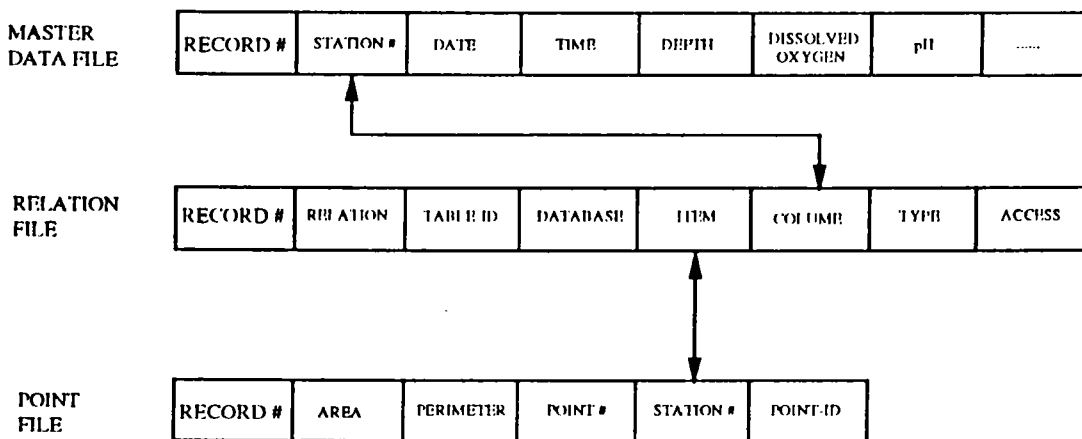 MASTER
DATA FILE
RECORD # STATION # DATE TIME DEPTH DISSOLVED OXYGEN pH ......
RELATION
FILE
RECORD # RELATION TABLE ID DATABASE ITEM COLUME TYPE ACCESS
POINT
FILE
RECORD # AREA PERIMETER POINT # STATION # POINT-ID